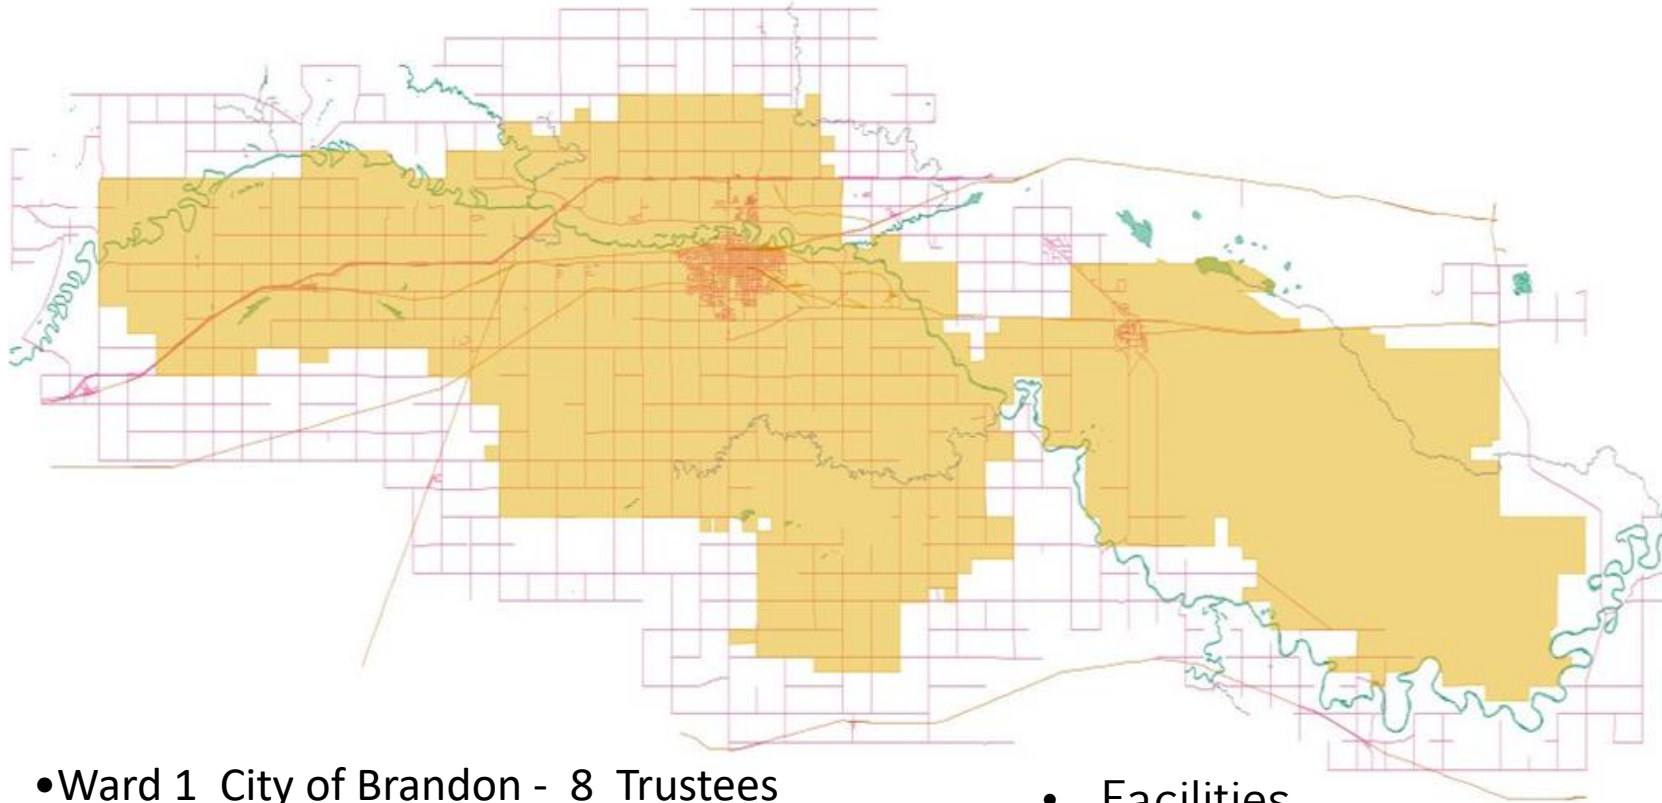 •Ward 1 City of Brandon - 8 Trustees
• Facilities